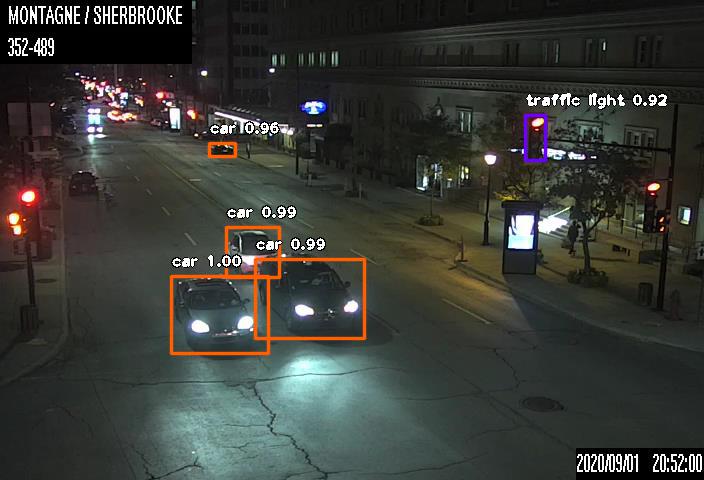 MONTAGNE / SHERBROOKE
352-489
traffic light 0.92
car 0.96
car 0.99
car 0.99
car 1.00
2020/09/01 20:52:00